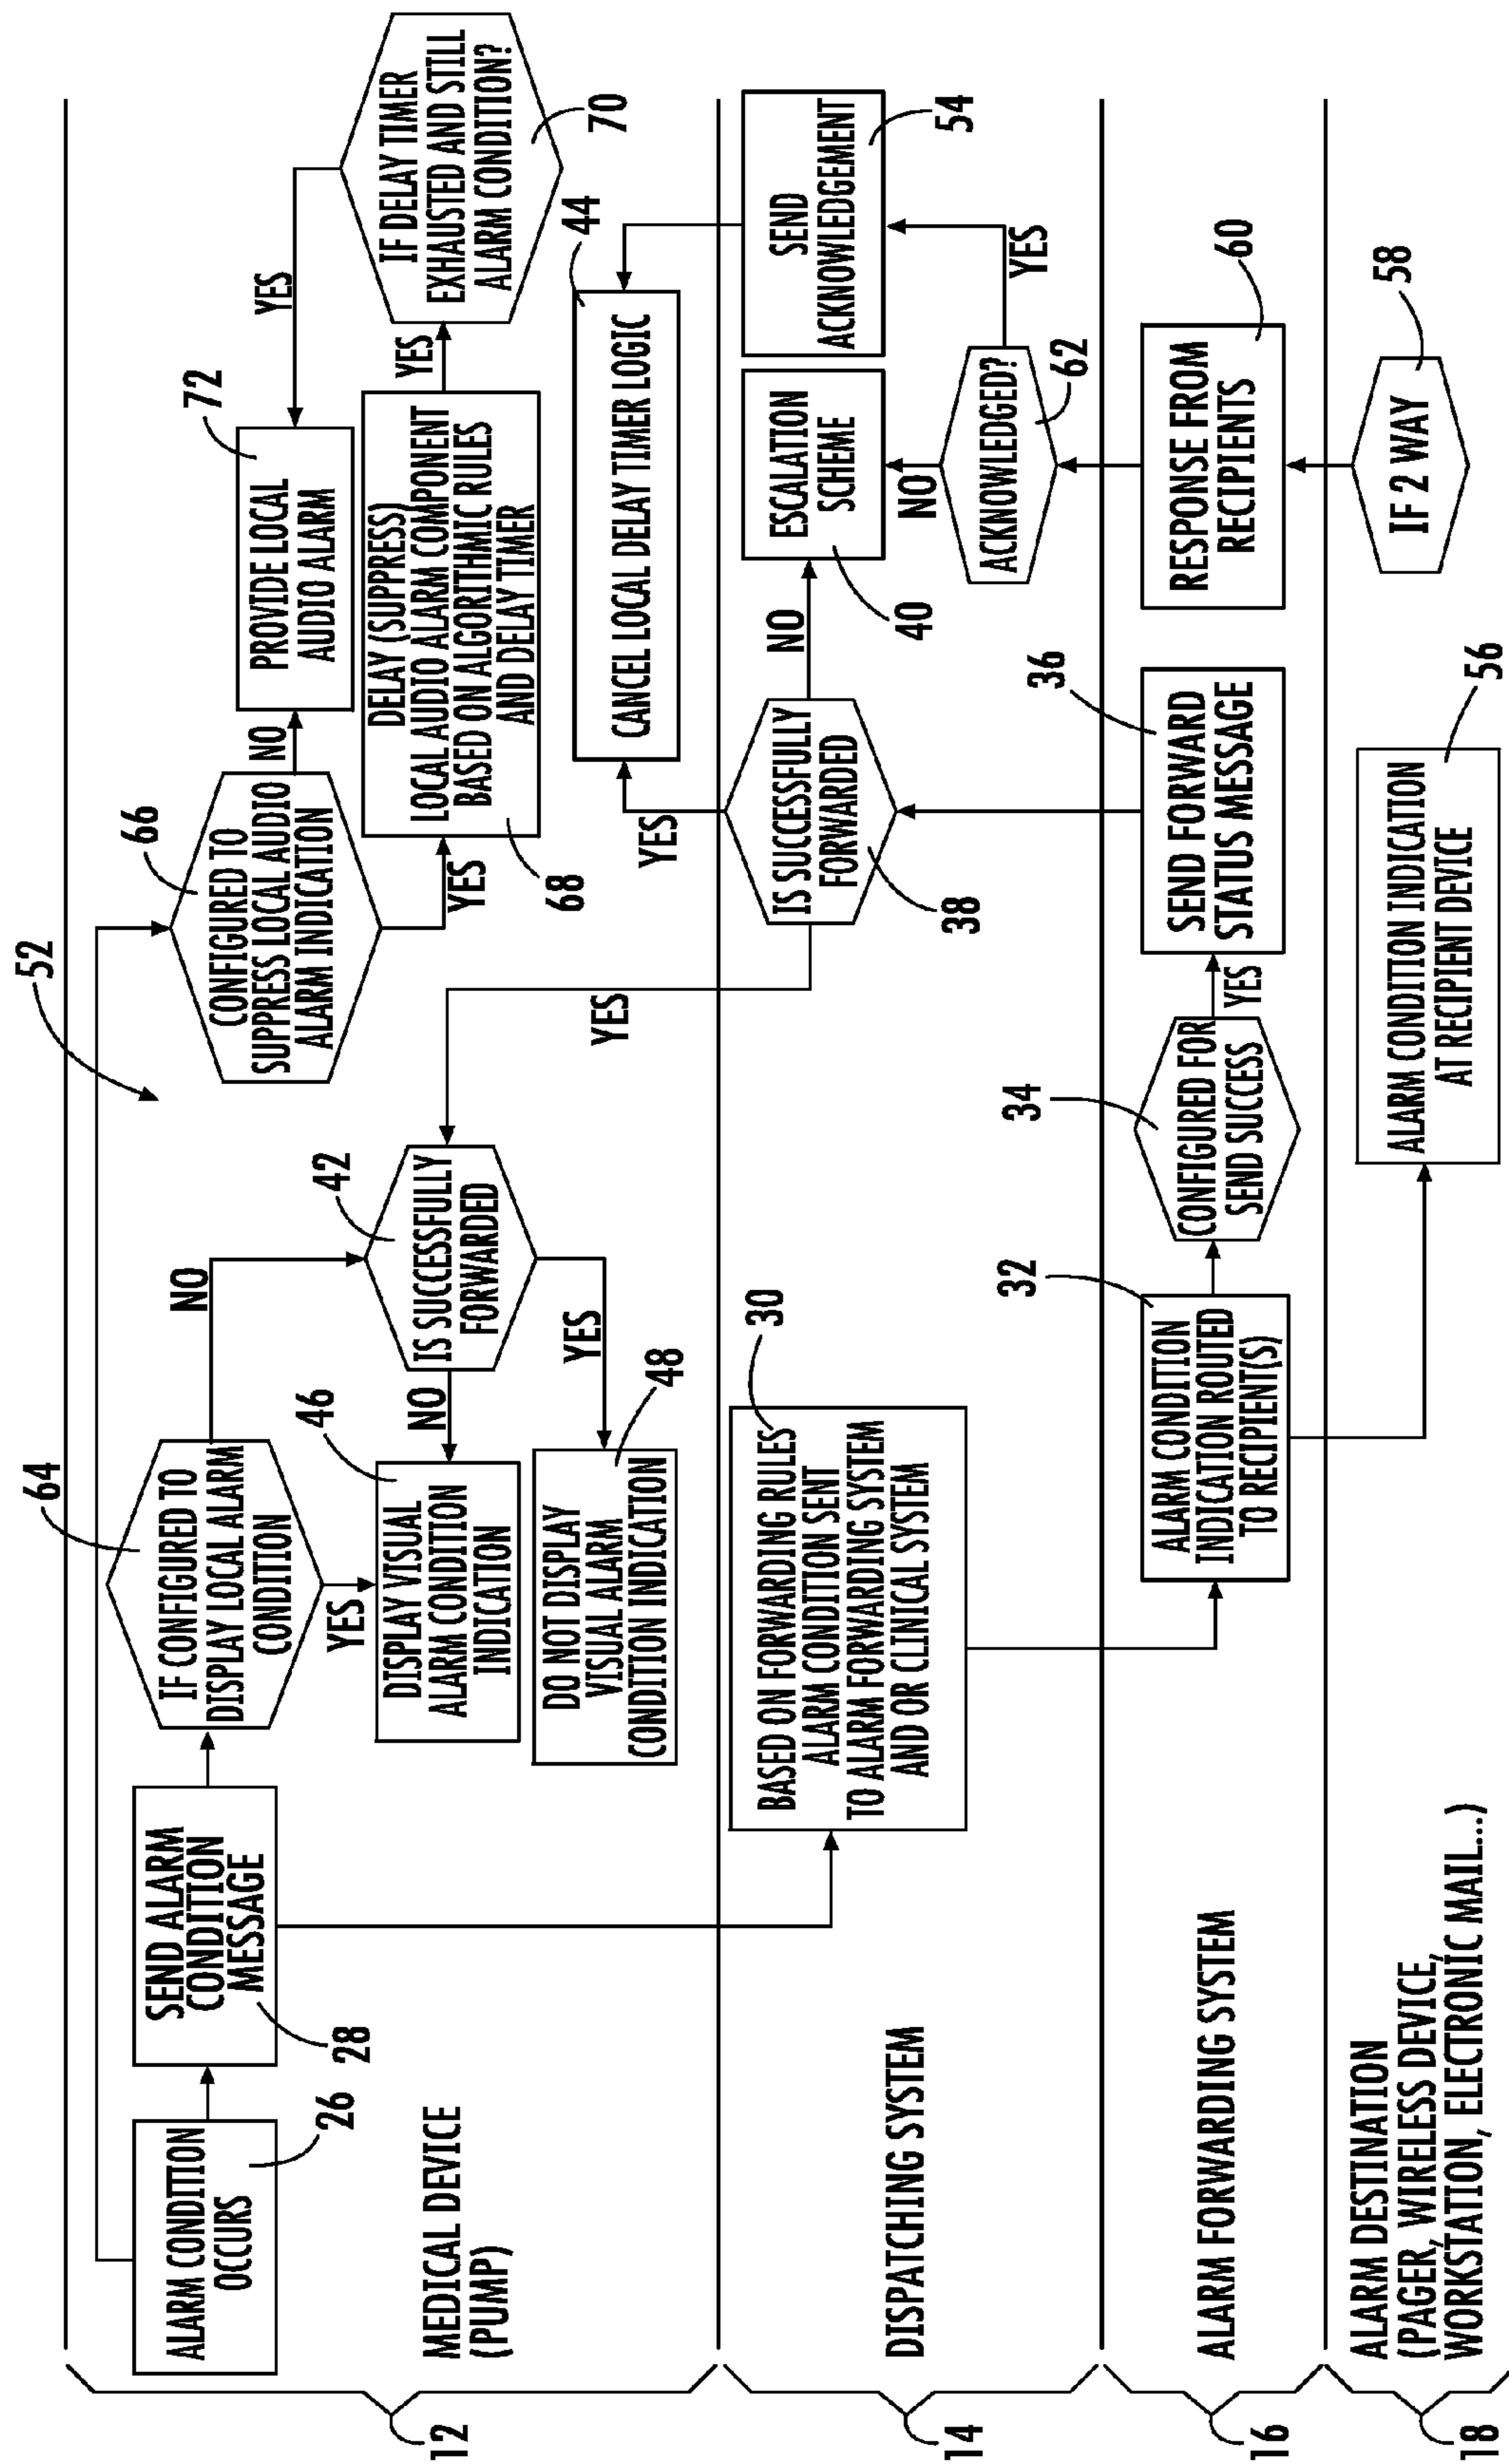 52
64
IF CONFIGURED TO
DISPLAY LOCAL ALARM
CONDITION
NO
YES
66
CONFIGURED TO
SUPPRESS LOCAL AUDIO
ALARM INDICATION
NO
YES
72
PROVIDE LOCAL
AUDIO ALARM
YES
IF DELAY TIMER
EXHAUSTED AND STILL
ALARM CONDITION?
70
ALARM CONDITION
OCCURS
26
SEND ALARM
CONDITION
MESSAGE
28
46
DISPLAY VISUAL
ALARM CONDITION
INDICATION
NO
42
IS SUCCESSFULLY
FORWARDED
YES
DO NOT DISPLAY
VISUAL ALARM
CONDITION INDICATION
48
DELAY (SUPPRESS)
LOCAL AUDIO ALARM COMPONENT
BASED ON ALGORITHMIC RULES
AND DELAY TIMER
68
YES
44
CANCEL LOCAL DELAY TIMER LOGIC
YES
YES
MEDICAL DEVICE
(PUMP)
12
30
BASED ON FORWARDING RULES
ALARM CONDITION SENT
TO ALARM FORWARDING SYSTEM
AND OR CLINICAL SYSTEM
IS SUCCESSFULLY
FORWARDED
38
NO
ESCALATION
SCHEME
40
SEND
ACKNOWLEDGEMENT
54
NO
ACKNOWLEDGED?
62
YES
DISPATCHING SYSTEM
14
32
ALARM CONDITION
INDICATION ROUTED
TO RECIPIENT(S)
34
CONFIGURED FOR
SEND SUCCESS
YES
36
SEND FORWARD
STATUS MESSAGE
RESPONSE FROM
RECIPIENTS
60
ALARM FORWARDING SYSTEM
16
ALARM CONDITION INDICATION
AT RECIPIENT DEVICE
56
IF 2 WAY
58
ALARM DESTINATION
(PAGER, WIRELESS DEVICE,
WORKSTATION, ELECTRONIC MAIL...)
18